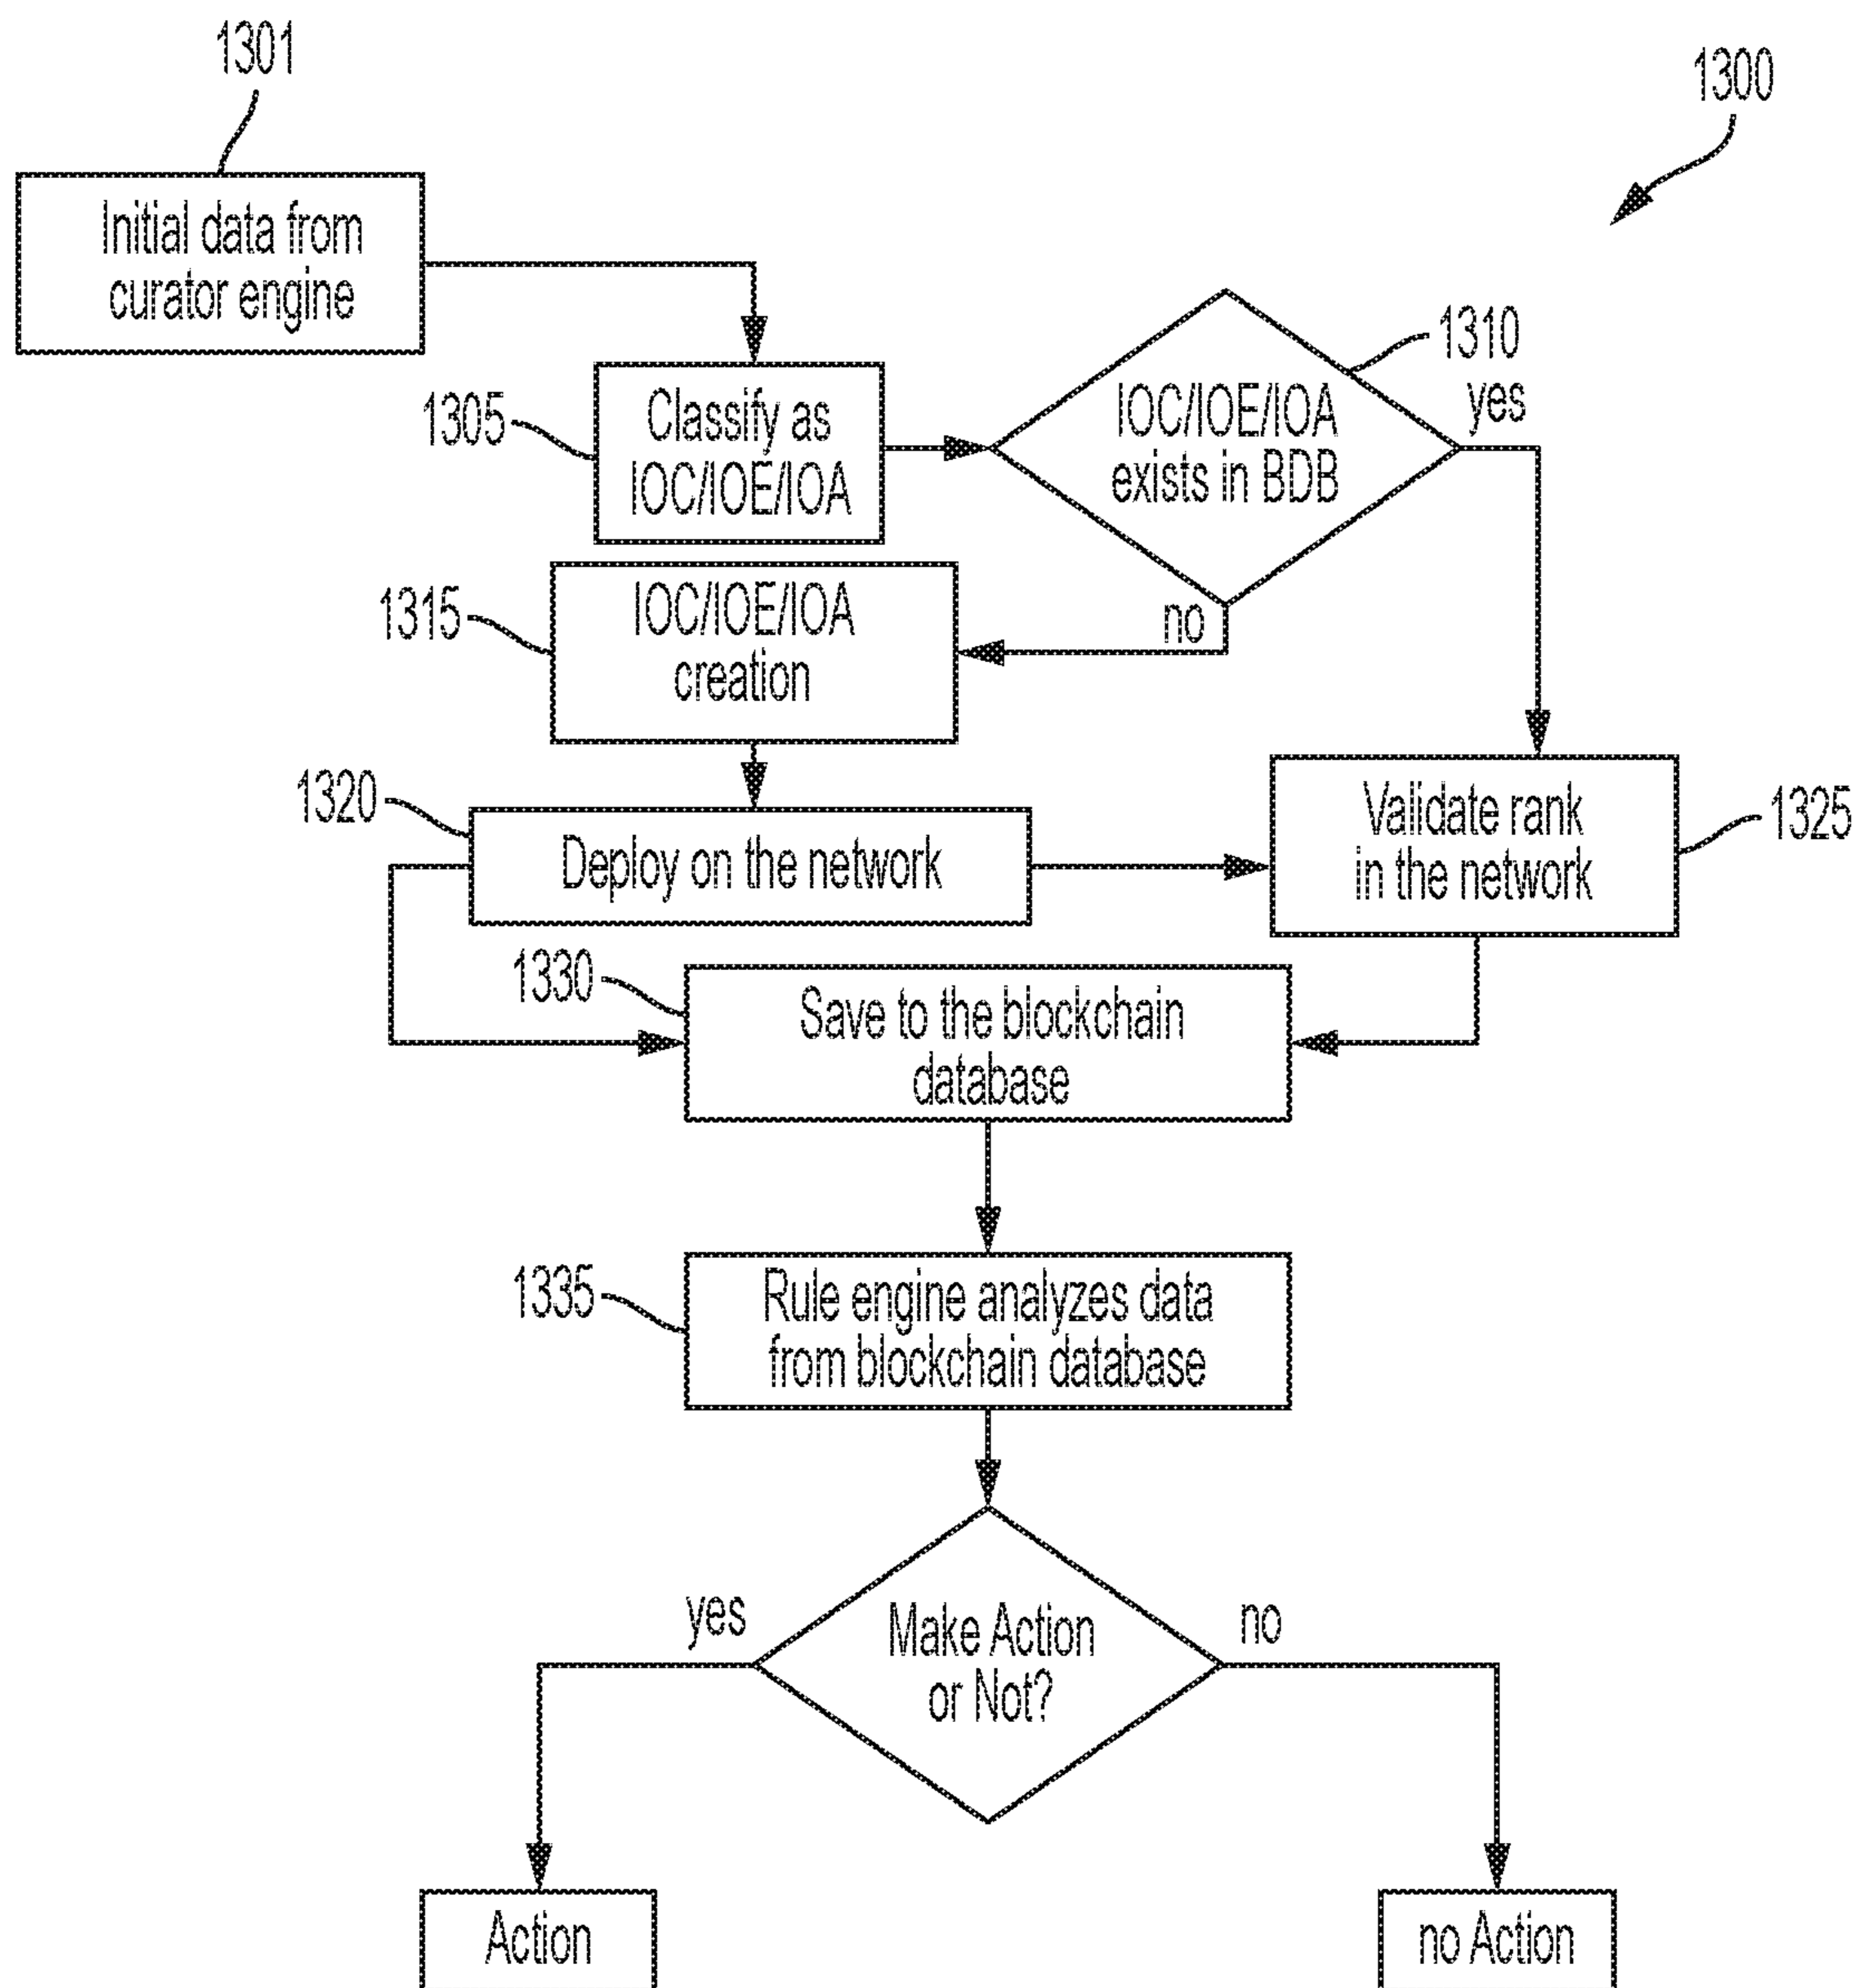 1301
1300
Initial data from
curator engine
1310
1305
Classify as
IOC/IOE/IOA
IOC/IOE/IOA
exists in BDB
yes
1315
IOC/IOE/IOA
creation
no
1320
Deploy on the network
Validate rank
in the network
1325
1330
Save to the blockchain
database
1335
Rule engine analyzes data
from blockchain database
yes
Make Action
or Not?
no
Action
no Action